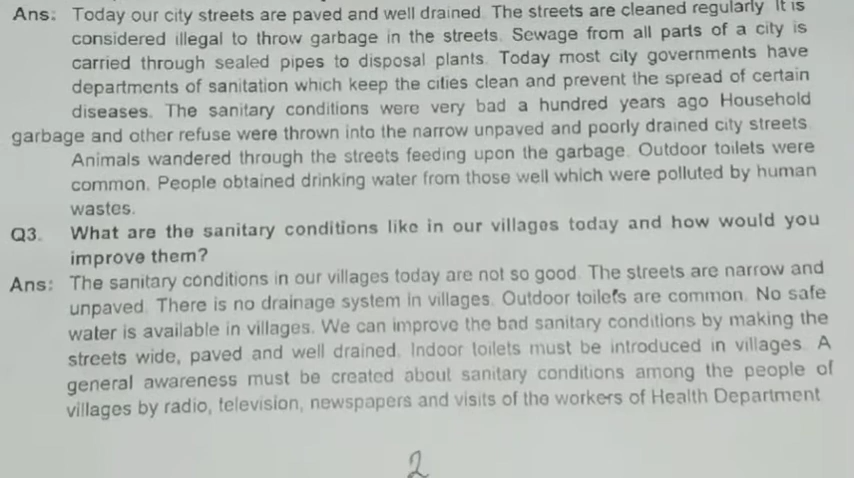 Ans: Today our city streets are paved and well drained. The streets are cleaned regularly. It is
considered illegal to throw garbage in the streets. Sewage from all parts of a city is
carried through sealed pipes to disposal plants. Today most city governments have
departments of sanitation which keep the cities clean and prevent the spread of certain
diseases. The sanitary conditions were very bad a hundred years ago Household
garbage and other refuse were thrown into the narrow unpaved and poorly drained city streets.
Animals wandered through the streets feeding upon the garbage. Outdoor toilets were
common. People obtained drinking water from those well which were polluted by human
wastes.
Q3. What are the sanitary conditions like in our villages today and how would you
improve them?
Ans: The sanitary conditions in our villages today are not so good. The streets are narrow and
unpaved. There is no drainage system in villages. Outdoor toilets are common. No safe
water is available in villages. We can improve the bad sanitary conditions by making the
streets wide, paved and well drained. Indoor toilets must be introduced in villages. A
general awareness must be created about sanitary conditions among the people of
villages by radio, television, newspapers and visits of the workers of Health Department
2